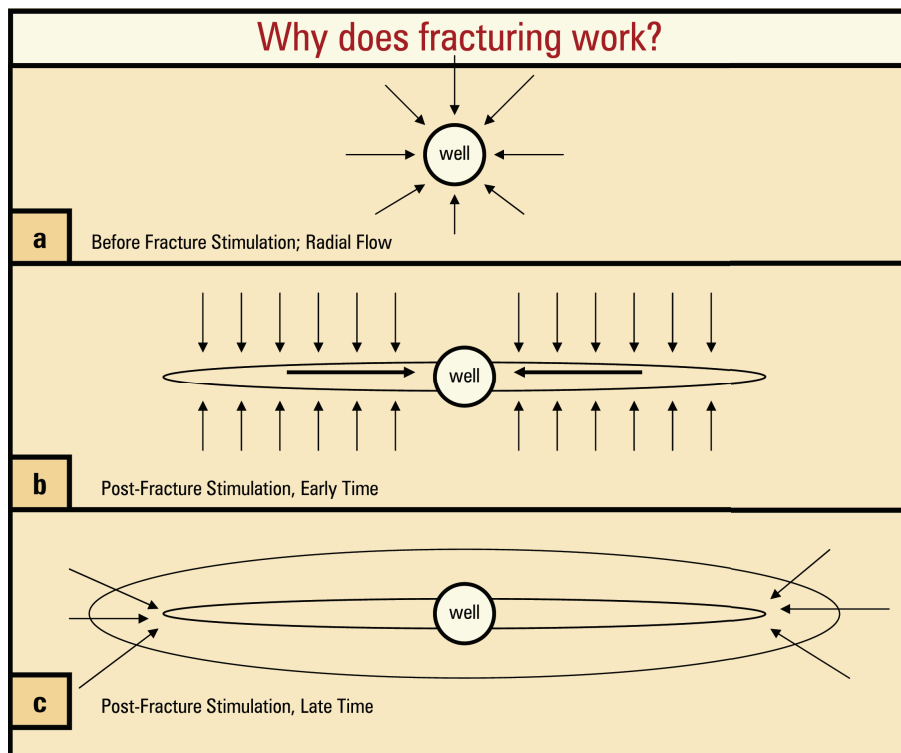 Why does fracturing work?
well
a
Before Fracture Stimulation; Radial Flow
well
b
Post-Fracture Stimulation, Early Time
well
c
Post-Fracture Stimulation, Late Time